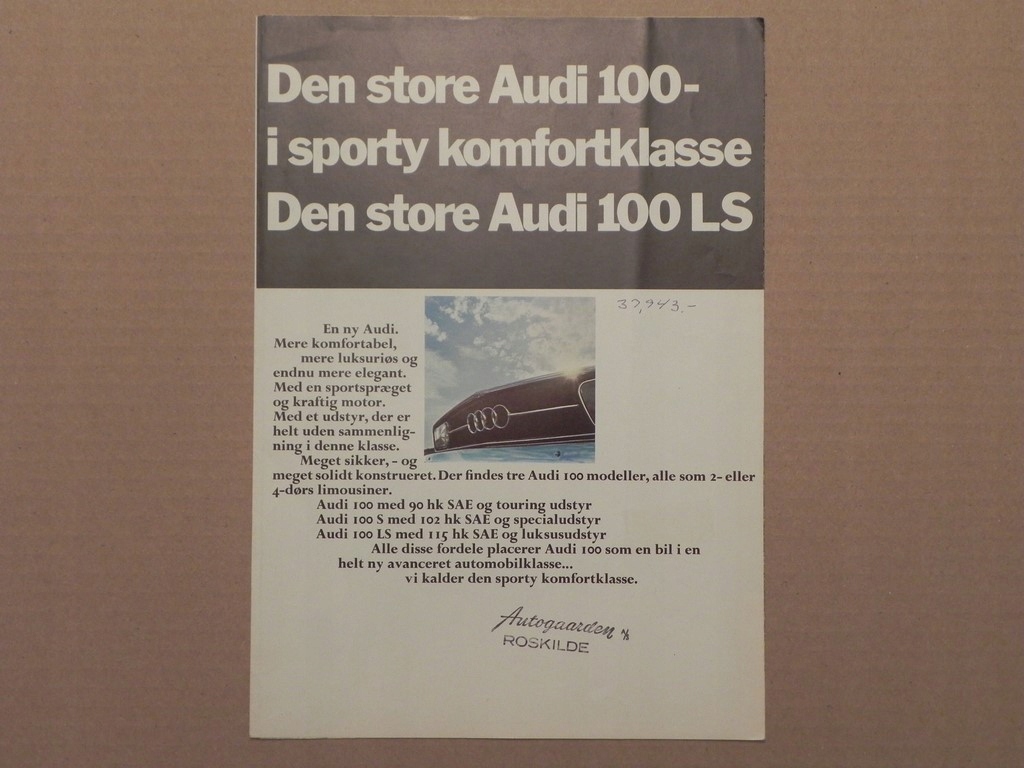 Den store Audi 100-
i sporty komfortklasse
Den store Audi 100 LS
37,943.-
En ny Audi.
Mere komfortabel,
mere luksuriøs og
endnu mere elegant.
Med en sportspræget
og kraftig motor.
Med et udstyr, der er
helt uden sammenlig-
ning i denne klasse.
Meget sikker, - og
meget solidt konstrueret. Der findes tre Audi 100 modeller, alle som 2- eller
4-dørs limousiner.
Audi 100 med 90 hk SAE og touring udstyr
Audi 100 S med 102 hk SAE og specialudstyr
Audi 100 LS med 115 hk SAE og luksusudstyr
Alle disse fordele placerer Audi 100 som en bil i en
helt ny avanceret automobilklasse...
vi kalder den sporty komfortklasse.
Autogaarden A/S
ROSKILDE